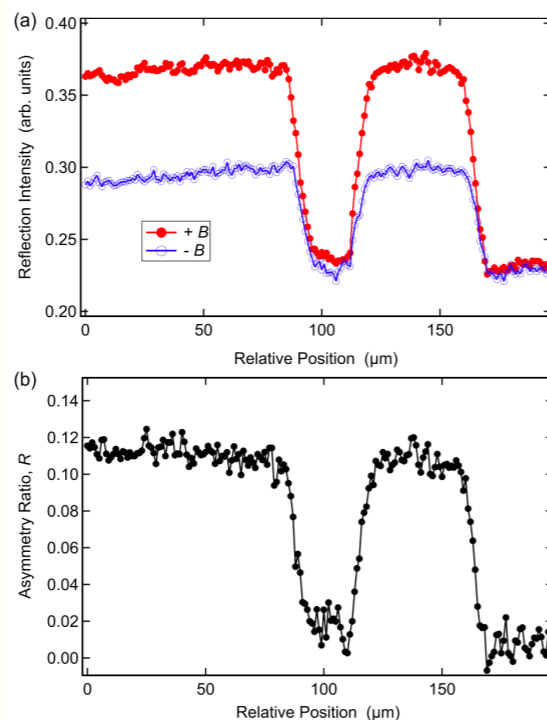 (a)
0.40
0.35
0.30
0.25
0.20
Reflection Intensity (arb. units)
+ B
- B
0
50
100
150
Relative Position (µm)
(b)
0.14
0.12
0.10
0.08
0.06
0.04
0.02
0.00
Asymmetry Ratio, R
0
50
100
150
Relative Position (µm)